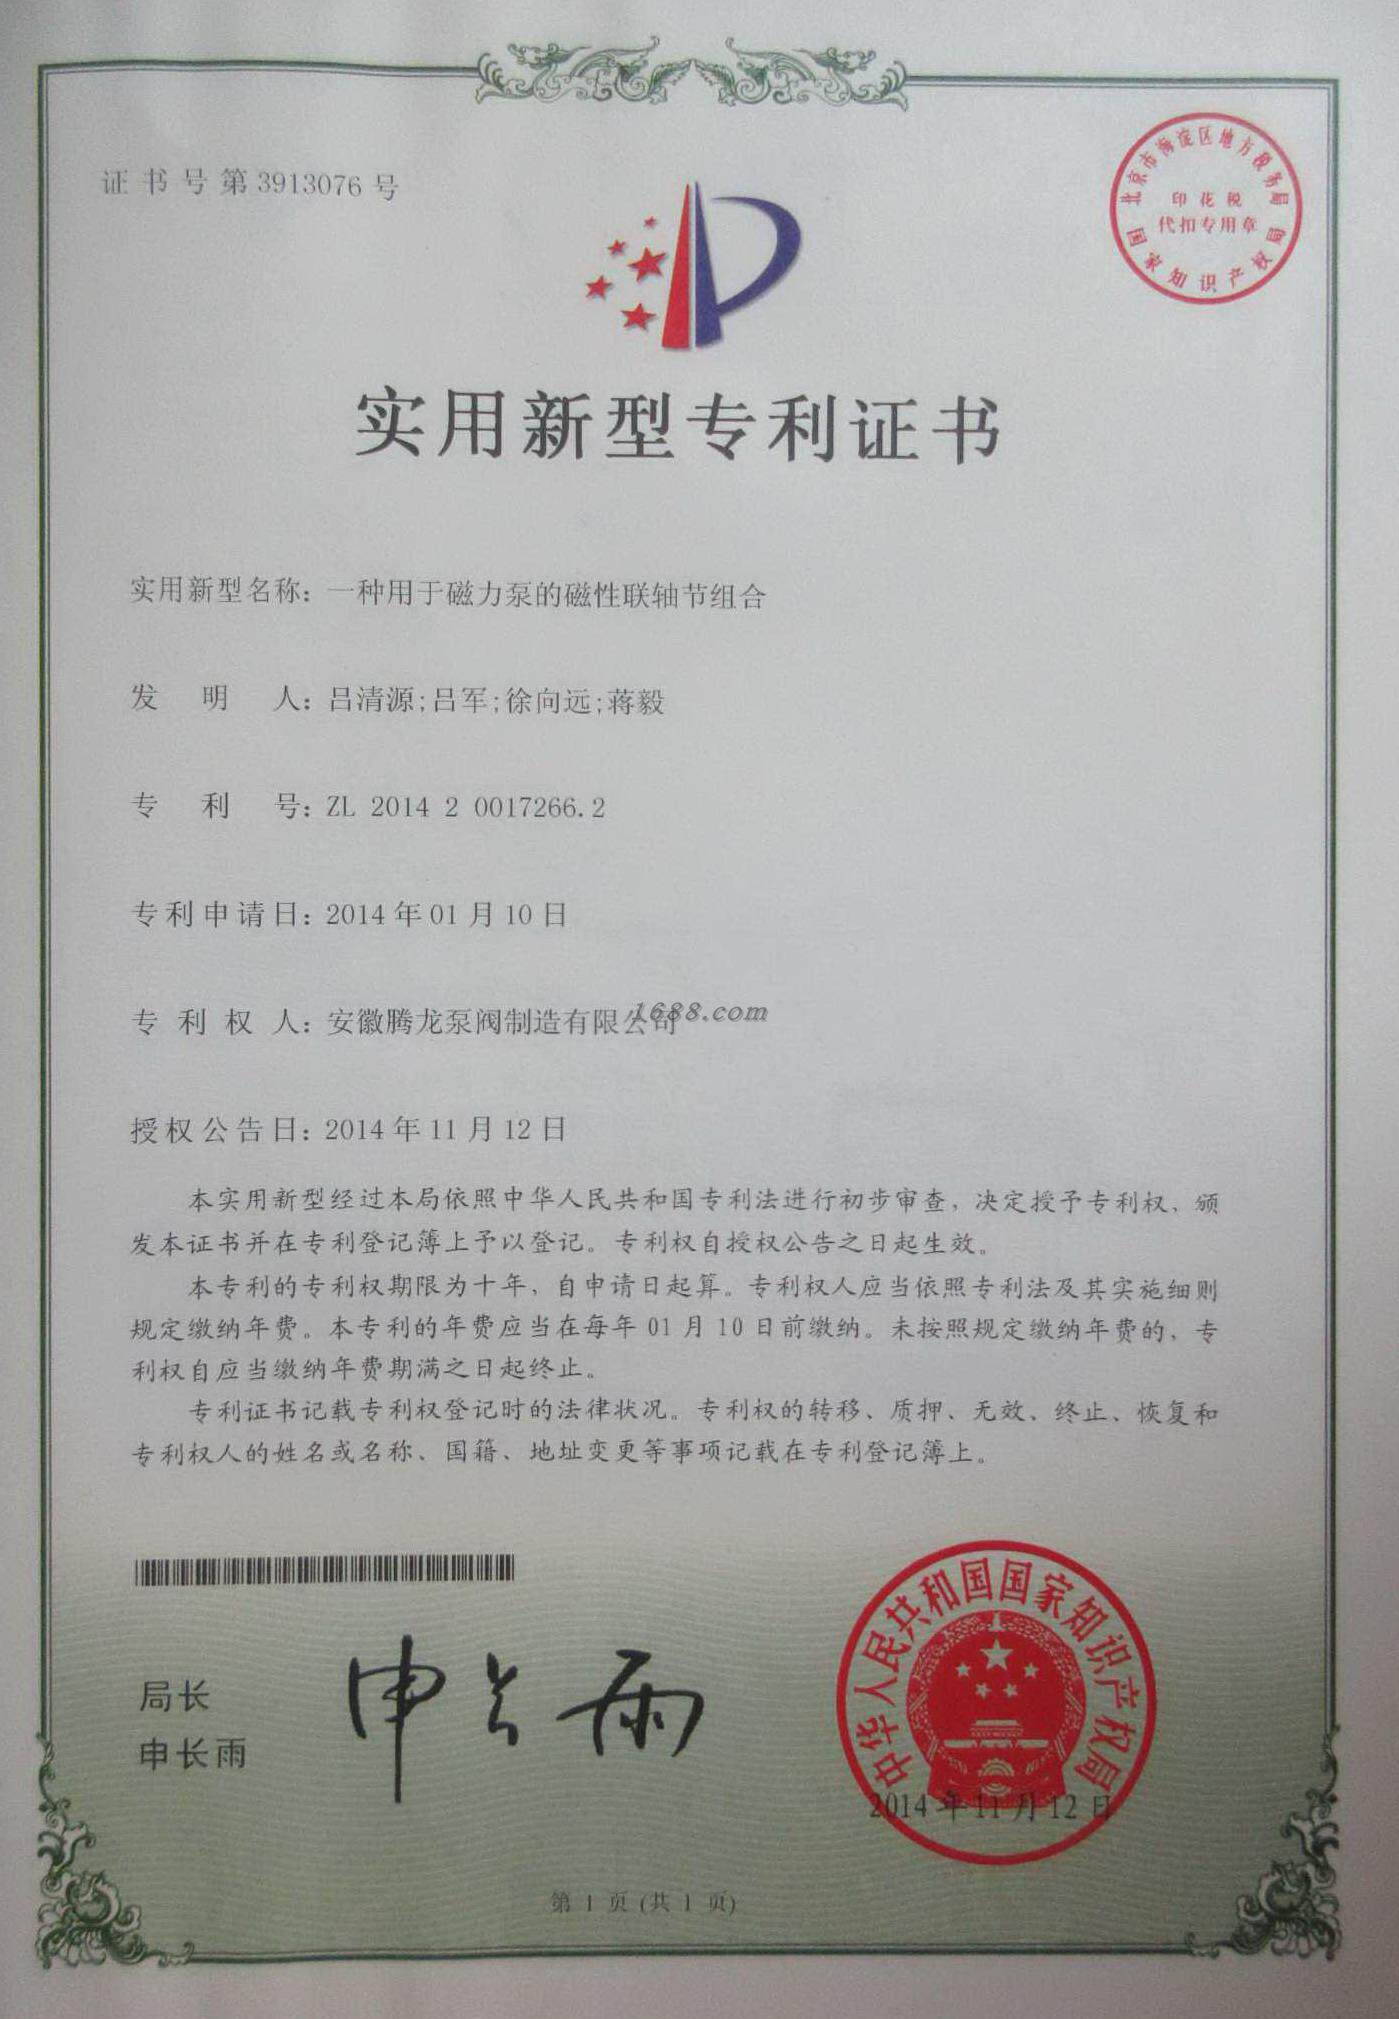 证书号第3913076号
北京市海淀区地方税务局
印花税
代扣专用章
国家知识产权局
实用新型专利证书
实用新型名称：一种用于磁力泵的磁性联轴节组合
发明人：吕清源;吕军;徐向远;蒋毅
专利号：ZL 2014 2 0017266.2
专利申请日：2014年01月10日
专利权人：安徽腾龙泵阀制造有限公司
1688.com
授权公告日：2014年11月12日
本实用新型经过本局依照中华人民共和国专利法进行初步审查，决定授予专利权，颁
发本证书并在专利登记簿上予以登记。专利权自授权公告之日起生效。
本专利的专利权期限为十年，自申请日起算。专利权人应当依照专利法及其实施细则
规定缴纳年费。本专利的年费应当在每年01月10日前缴纳。未按照规定缴纳年费的，专
利权自应当缴纳年费期满之日起终止。
专利证书记载专利权登记时的法律状况。专利权的转移、质押、无效、终止、恢复和
专利权人的姓名或名称、国籍、地址变更等事项记载在专利登记簿上。
局长
申长雨
申长雨
中华人民共和国国家知识产权局
2014年11月12日
第1页(共1页)